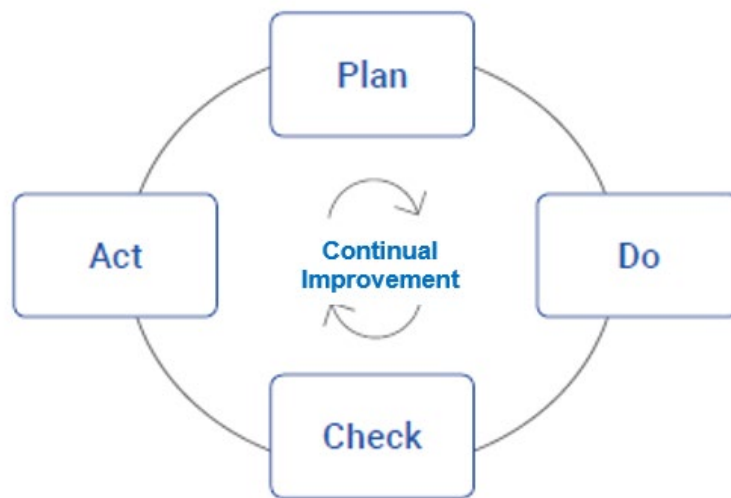 Plan
Act
Continual
Improvement
Do
Check